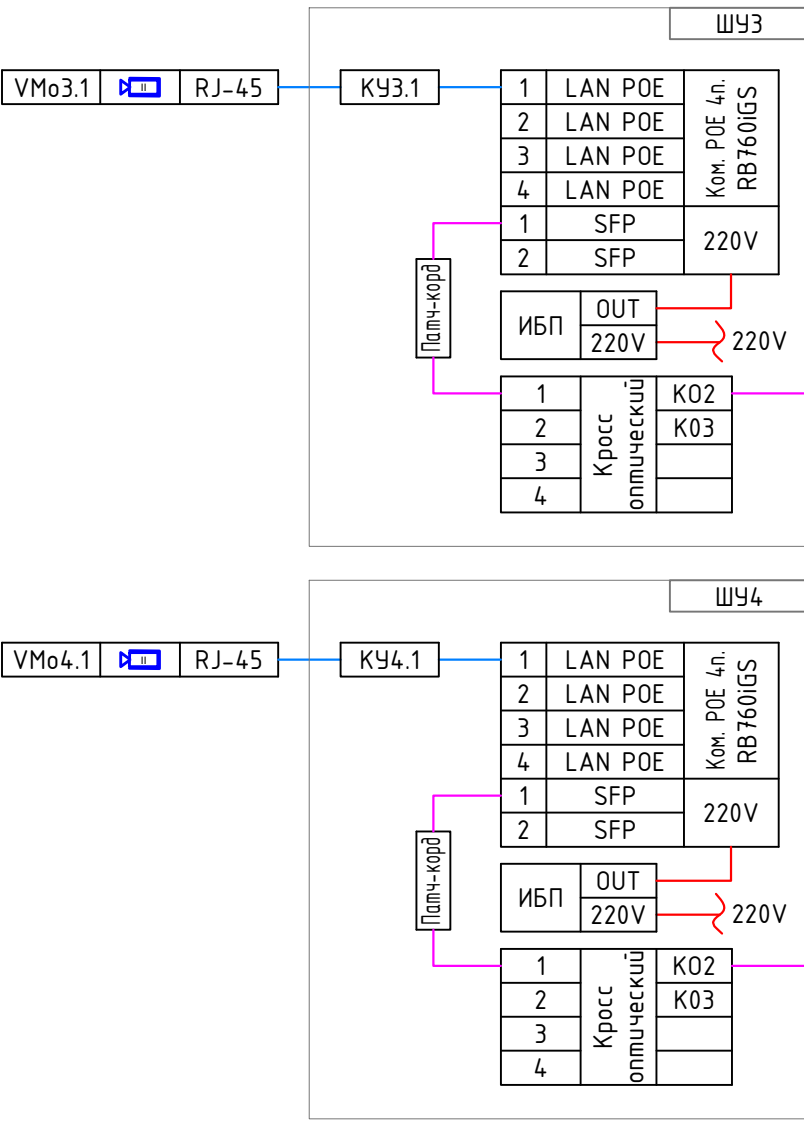 ШУ3
VMo3.1
RJ-45
КУ3.1
1 LAN POE
2 LAN POE
3 LAN POE
4 LAN POE
Ком. POE 4п.
RB760iGS
1 SFP
2 SFP
220V
Патч-корд
ИБП
OUT
220V
220V
1
2
3
4
Кросс
оптический
КО2
КО3
ШУ4
VMo4.1
RJ-45
КУ4.1
1 LAN POE
2 LAN POE
3 LAN POE
4 LAN POE
Ком. POE 4п.
RB760iGS
1 SFP
2 SFP
220V
Патч-корд
ИБП
OUT
220V
220V
1
2
3
4
Кросс
оптический
КО2
КО3